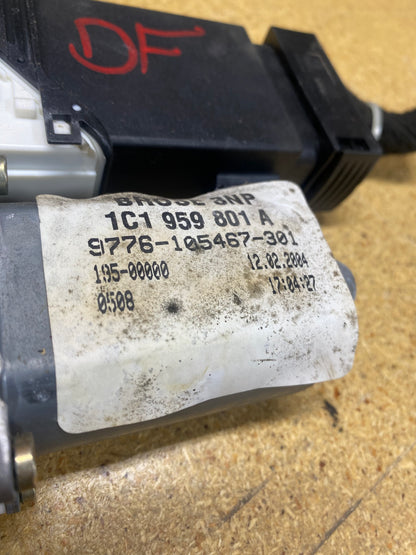 DF
BROSE SNP
1C1 959 801 A
9776-105467-301
195-00000 12.02.2004
0508 17:04:27